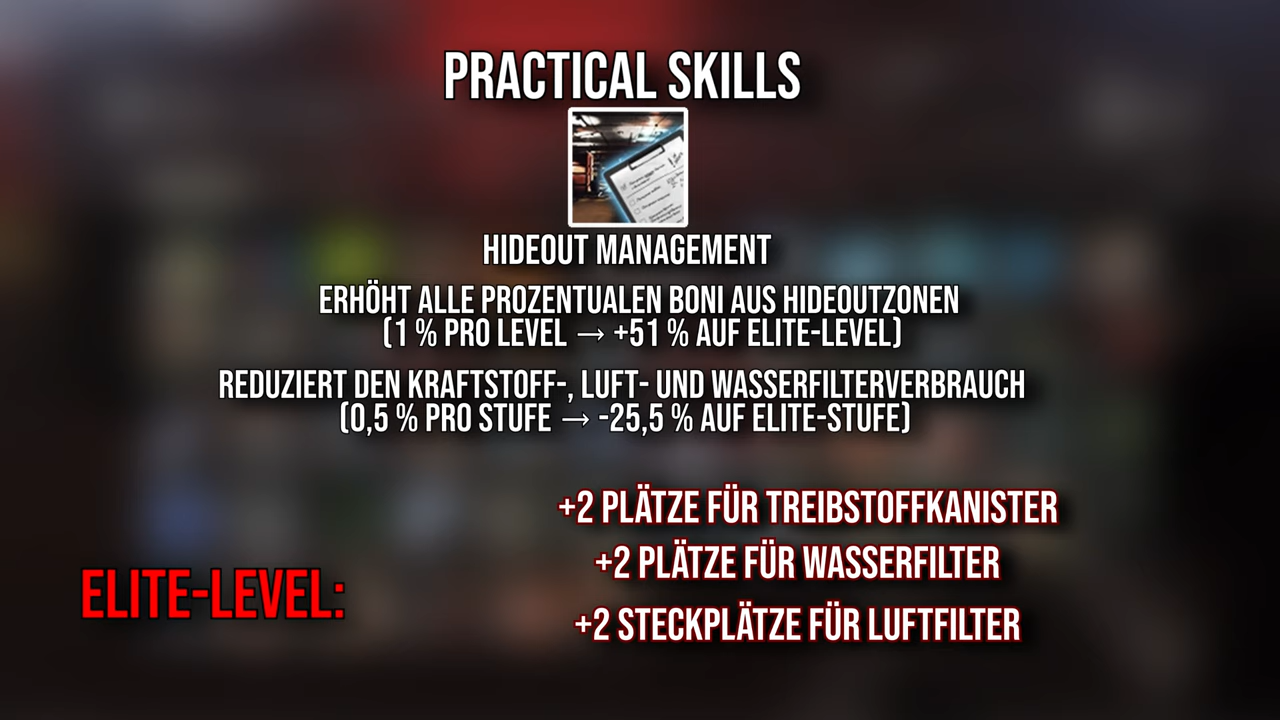 PRACTICAL SKILLS
HIDEOUT MANAGEMENT
ERHÖHT ALLE PROZENTUALEN BONI AUS HIDEOUTZONEN
(1 % PRO LEVEL → +51 % AUF ELITE-LEVEL)
REDUZIERT DEN KRAFTSTOFF-, LUFT- UND WASSERFILTERVERBRAUCH
(0,5 % PRO STUFE → -25,5 % AUF ELITE-STUFE)
+2 PLÄTZE FÜR TREIBSTOFFKANISTER
+2 PLÄTZE FÜR WASSERFILTER
ELITE-LEVEL:
+2 STECKPLÄTZE FÜR LUFTFILTER